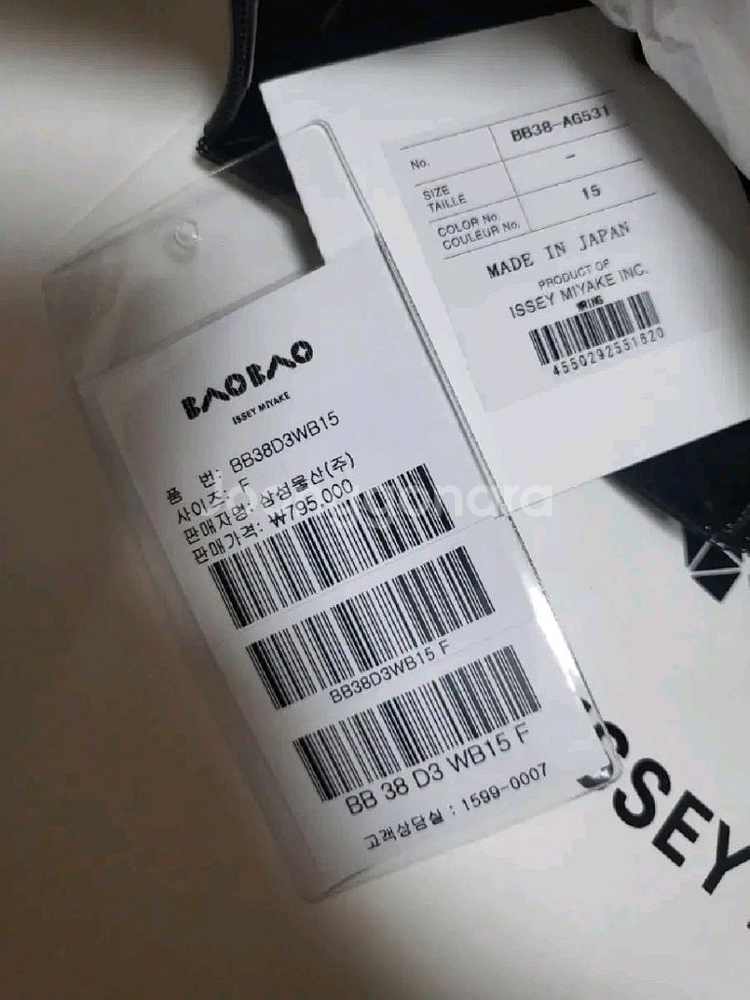 No. BB38-AG531
SIZE
TAILLE -
COLOR No.
COULEUR No. 15
MADE IN JAPAN
PRODUCT OF
ISSEY MIYAKE INC.
4550292551820
BAOBAO
ISSEY MIYAKE
품 번: BB38D3WB15
사이즈: F
판매자명: 삼성물산(주)
판매가격: ₩795,000
BB38D3WB15 F
BB 38 D3 WB15 F
고객상담실 : 1599-0007
ISSEY